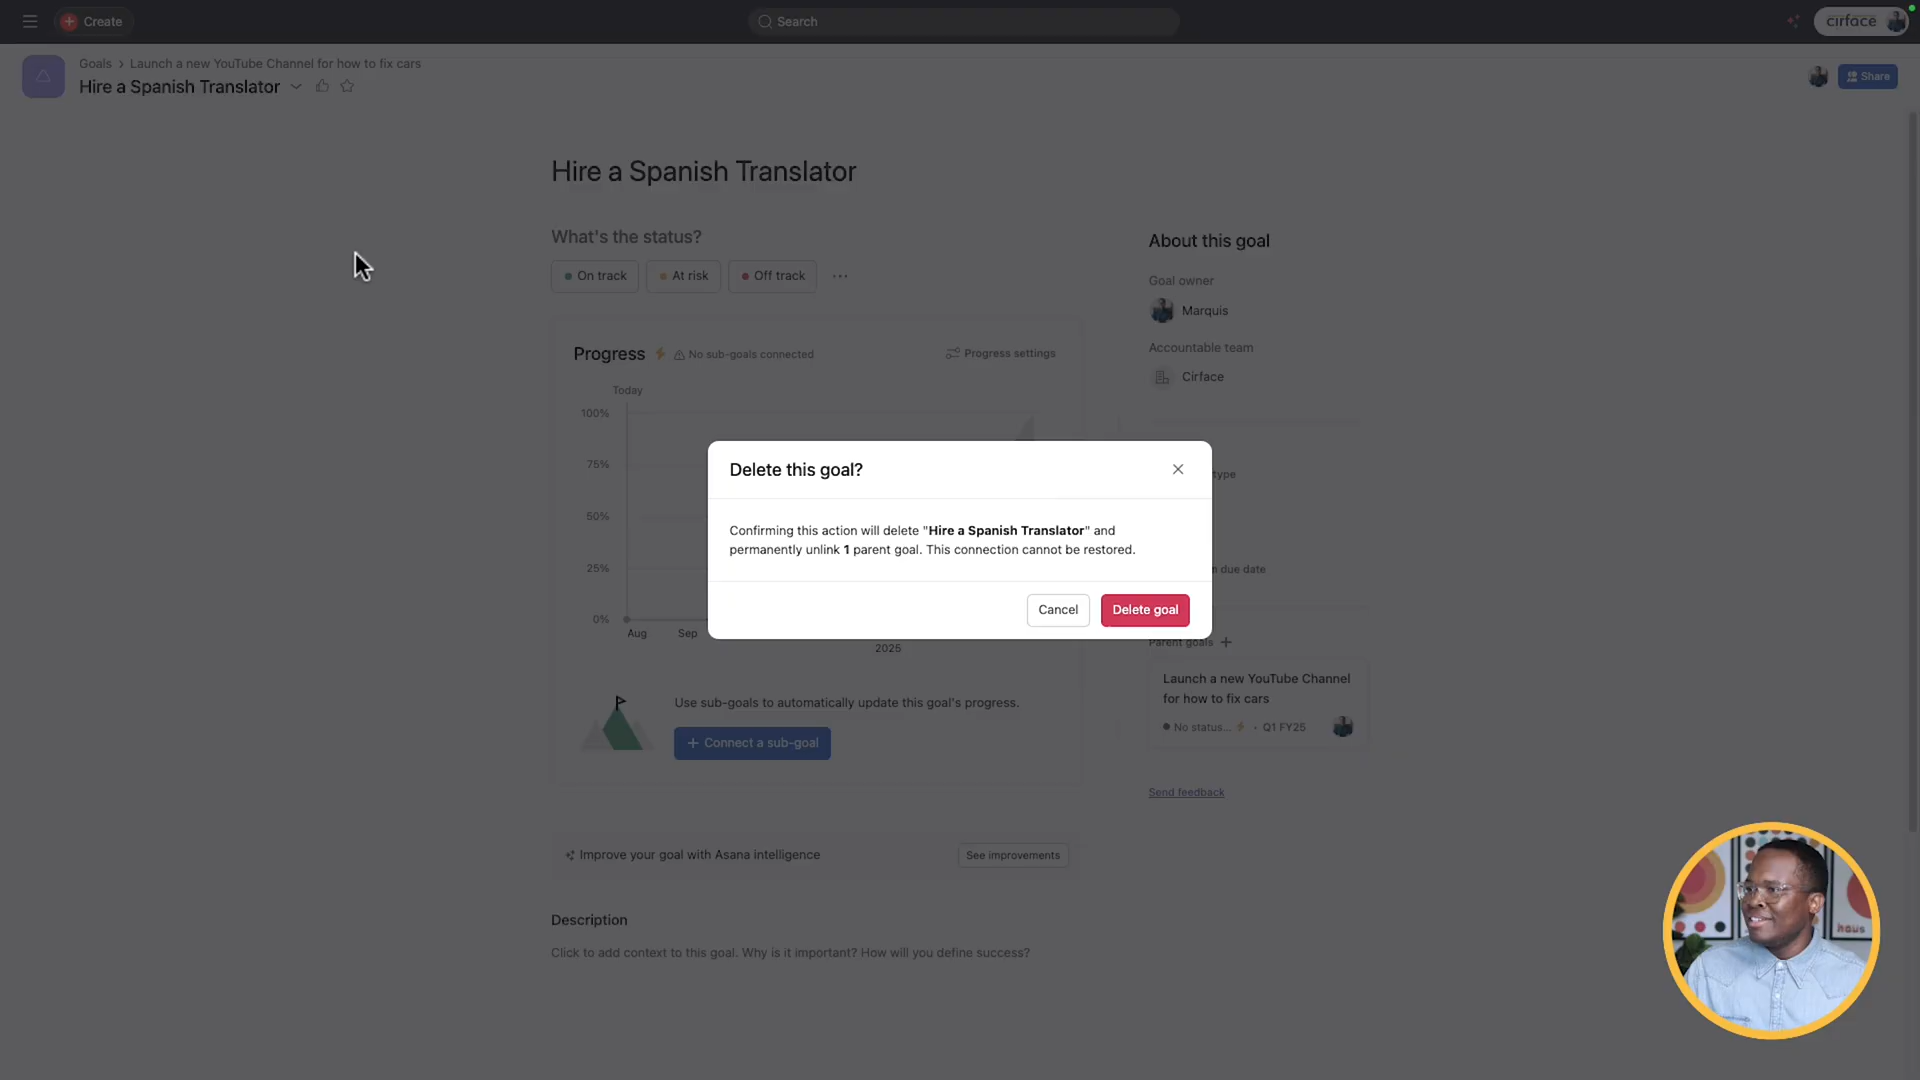 Create
Search
cirface
Goals > Launch a new YouTube Channel for how to fix cars
Hire a Spanish Translator
Share
Hire a Spanish Translator
What's the status?
On track
At risk
Off track
...
About this goal
Goal owner
Marquis
Accountable team
Cirface
Progress
No sub-goals connected
Progress settings
Today
100%
75%
50%
25%
0%
Aug
Sep
2025
Delete this goal?
Confirming this action will delete "Hire a Spanish Translator" and
permanently unlink 1 parent goal. This connection cannot be restored.
Cancel
Delete goal
type
due date
Parent goals +
Launch a new YouTube Channel
for how to fix cars
No status... · Q1 FY25
Use sub-goals to automatically update this goal's progress.
+ Connect a sub-goal
Send feedback
Improve your goal with Asana intelligence
See improvements
Description
Click to add context to this goal. Why is it important? How will you define success?
haus